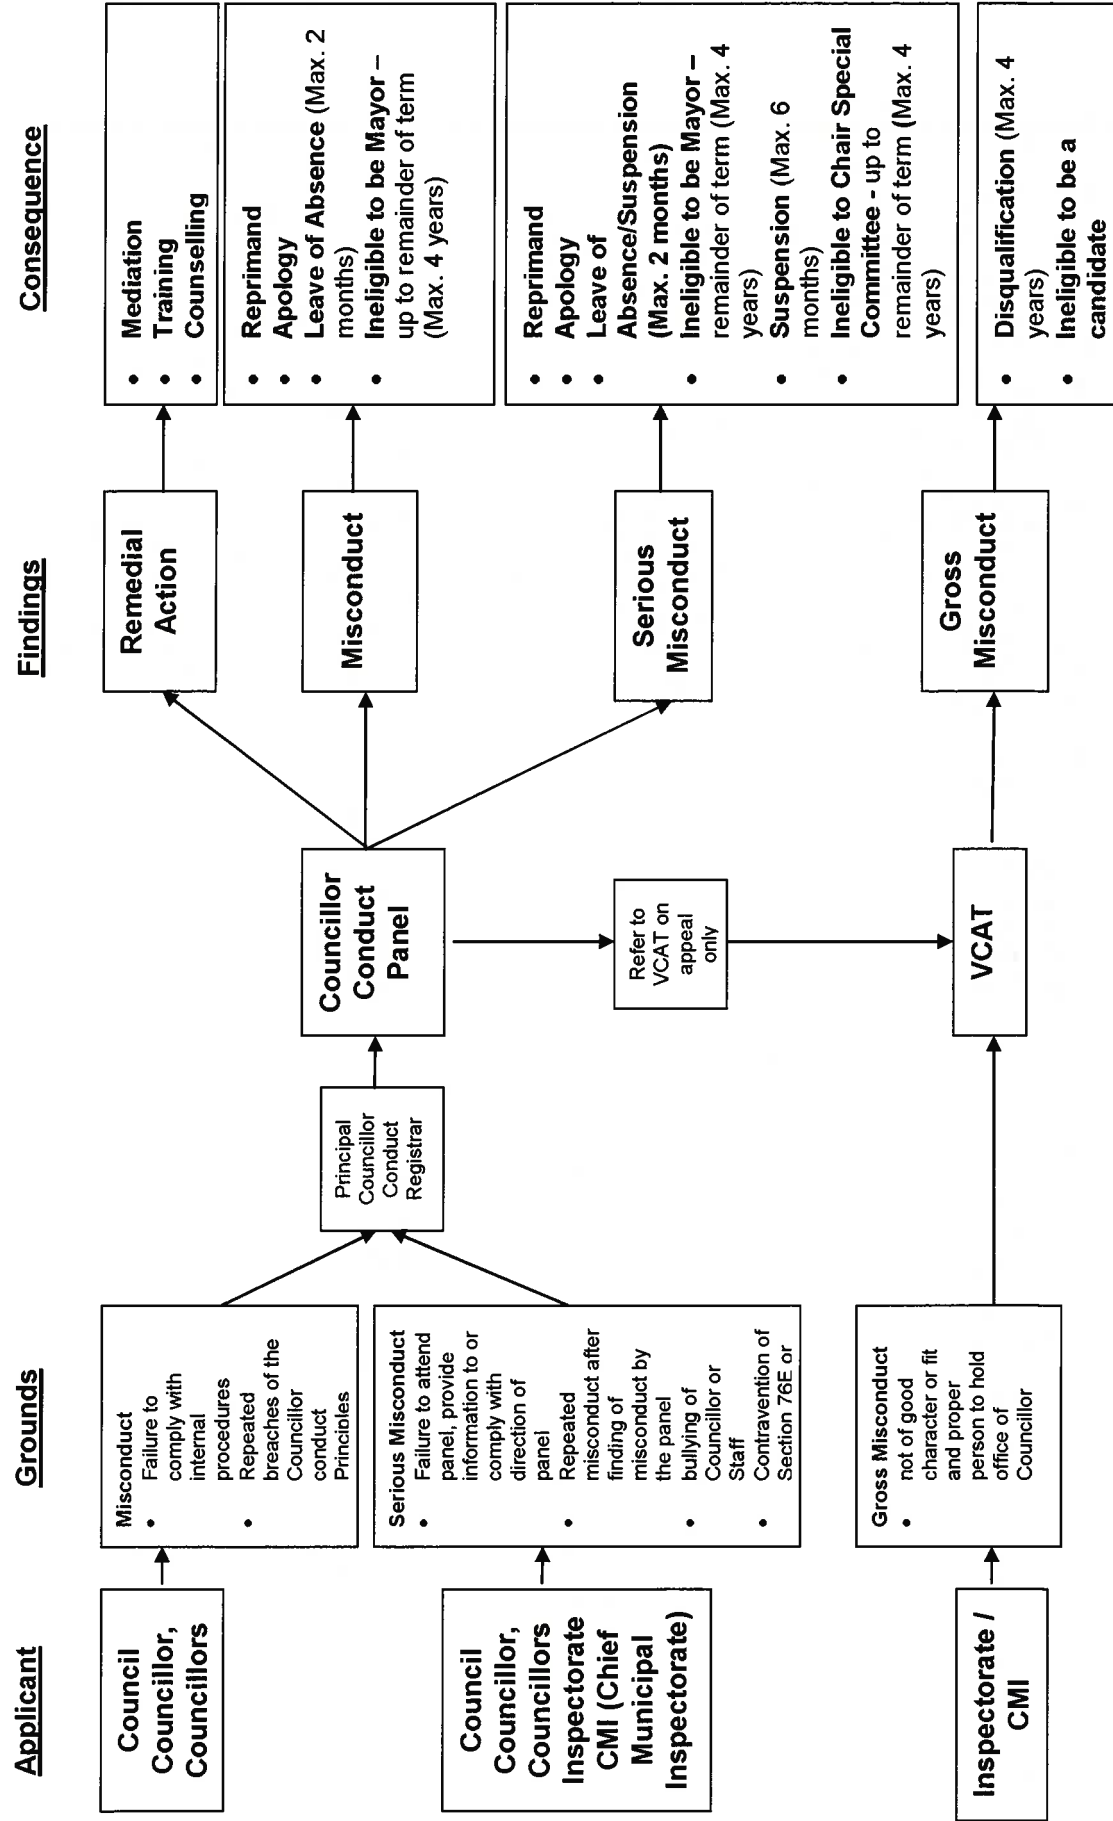 Applicant
Grounds
Findings
Consequence
Council
Councillor,
Councillors
Misconduct
• Failure to
comply with
internal
procedures
• Repeated
breaches of the
Councillor
conduct
Principles
Council
Councillor,
Councillors
Inspectorate
CMI (Chief
Municipal
Inspectorate)
Serious Misconduct
• Failure to attend
panel, provide
information to or
comply with
direction of
panel
• Repeated
misconduct after
finding of
misconduct by
the panel
• bullying of
Councillor or
Staff
• Contravention of
Section 76E or
Inspectorate /
CMI
Gross Misconduct
• not of good
character or fit
and proper
person to hold
office of
Councillor
Principal
Councillor
Conduct
Registrar
Councillor
Conduct
Panel
Refer to
VCAT on
appeal
only
VCAT
Remedial
Action
• Mediation
• Training
• Counselling
Misconduct
• Reprimand
• Apology
• Leave of Absence (Max. 2
months)
• Ineligible to be Mayor –
up to remainder of term
(Max. 4 years)
Serious
Misconduct
• Reprimand
• Apology
• Leave of
Absence/Suspension
(Max. 2 months)
• Ineligible to be Mayor –
remainder of term (Max. 4
years)
• Suspension (Max. 6
months)
• Ineligible to Chair Special
Committee - up to
remainder of term (Max. 4
years)
Gross
Misconduct
• Disqualification (Max. 4
years)
• Ineligible to be a
candidate